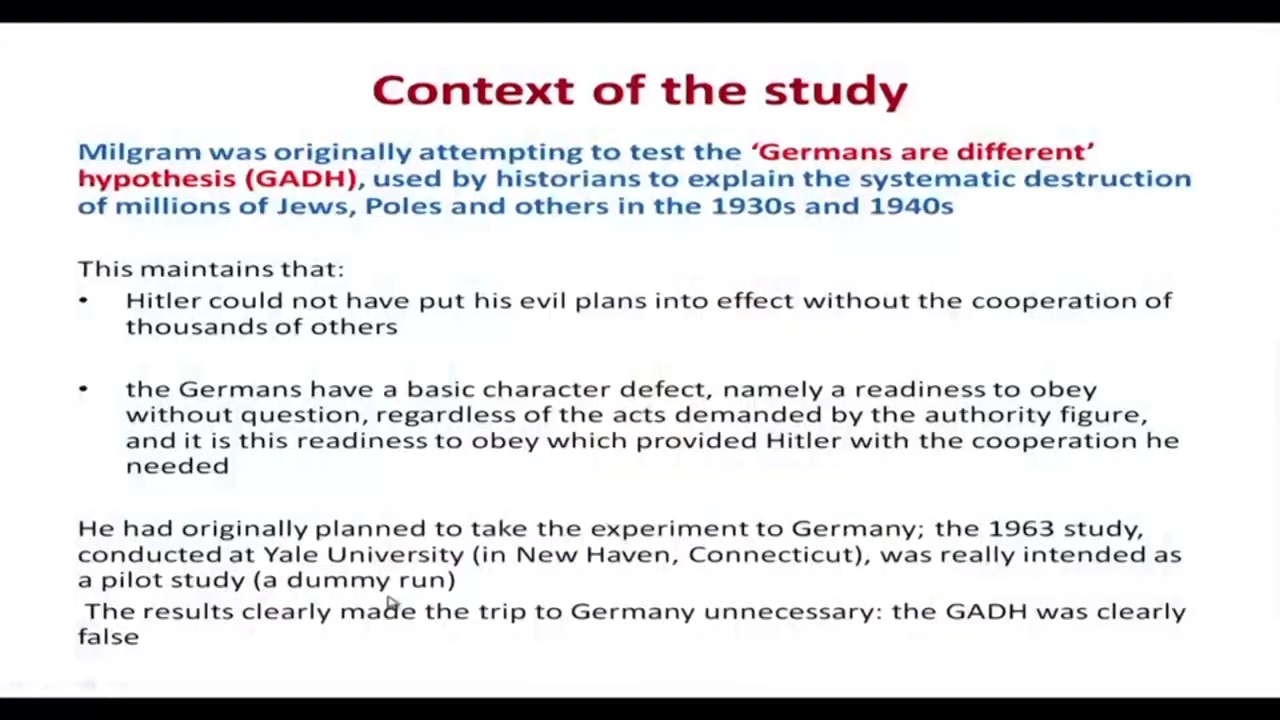 Context of the study
Milgram was originally attempting to test the ‘Germans are different’
hypothesis (GADH), used by historians to explain the systematic destruction
of millions of Jews, Poles and others in the 1930s and 1940s
This maintains that:
• Hitler could not have put his evil plans into effect without the cooperation of
thousands of others
• the Germans have a basic character defect, namely a readiness to obey
without question, regardless of the acts demanded by the authority figure,
and it is this readiness to obey which provided Hitler with the cooperation he
needed
He had originally planned to take the experiment to Germany; the 1963 study,
conducted at Yale University (in New Haven, Connecticut), was really intended as
a pilot study (a dummy run)
The results clearly made the trip to Germany unnecessary: the GADH was clearly
false